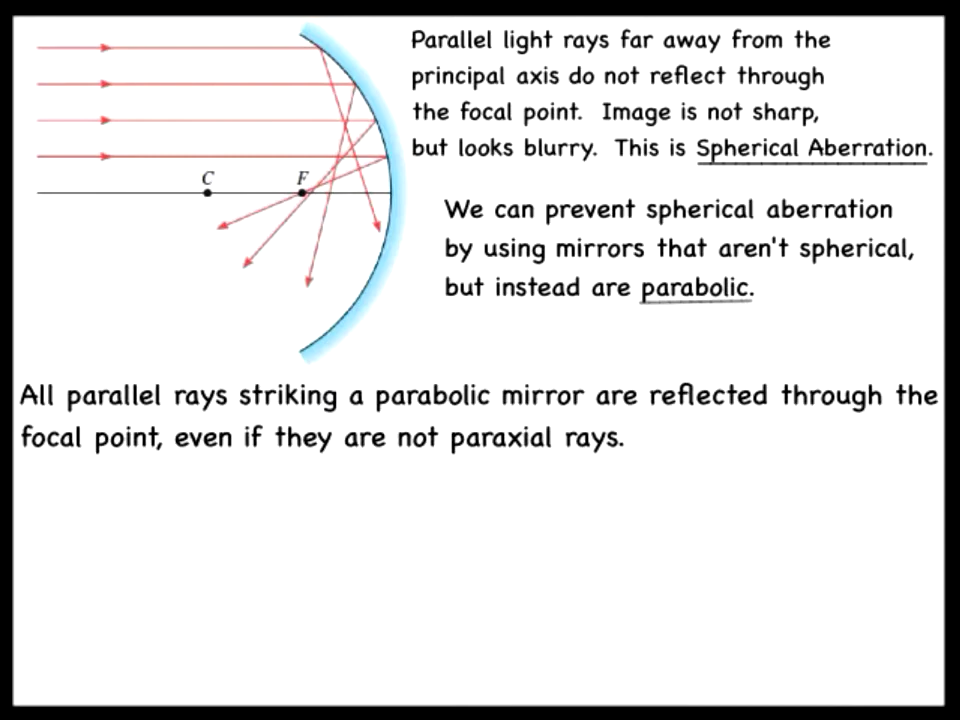 Parallel light rays far away from the
principal axis do not reflect through
the focal point. Image is not sharp,
but looks blurry. This is Spherical Aberration.
C
F
We can prevent spherical aberration
by using mirrors that aren't spherical,
but instead are parabolic.
All parallel rays striking a parabolic mirror are reflected through the
focal point, even if they are not paraxial rays.